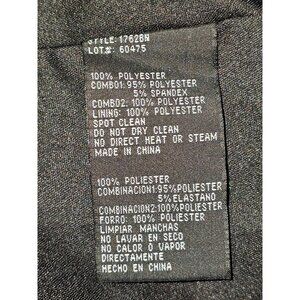 STYLE:17628N
LOT#: 60475
100% POLYESTER
COMBO1:95% POLYESTER
5% SPANDEX
COMBO2: 100% POLYESTER
LINING: 100% POLYESTER
SPOT CLEAN
DO NOT DRY CLEAN
NO DIRECT HEAT OR STEAM
MADE IN CHINA
100% POLIESTER
COMBINACION1:95%POLIESTER
5% ELASTANO
COMBINACION2:100%POLIESTER
FORRO: 100% POLIESTER
LIMPIAR MANCHAS
NO LAVAR EN SECO
NO CALOR O VAPOR
DIRECTAMENTE
HECHO EN CHINA